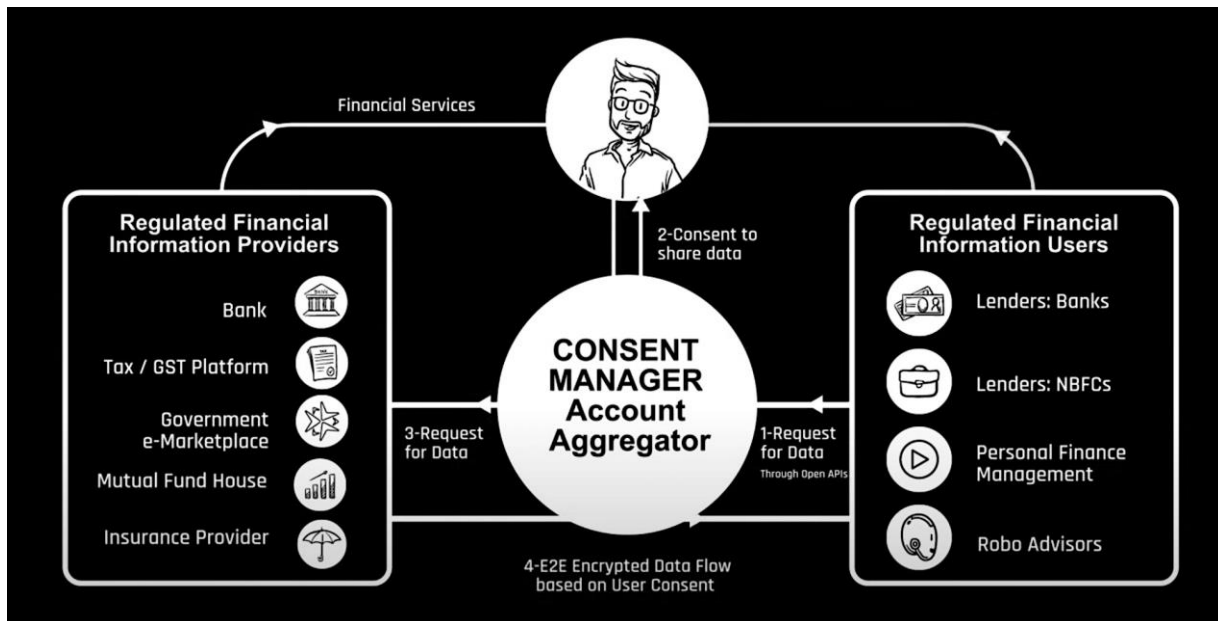 Financial Services
Regulated Financial
Information Providers
Bank
Tax / GST Platform
Government
e-Marketplace
Mutual Fund House
Insurance Provider
2-Consent to
share data
CONSENT
MANAGER
Account
Aggregator
3-Request
for Data
1-Request
for Data
Through Open APIs
4-E2E Encrypted Data Flow
based on User Consent
Regulated Financial
Information Users
Lenders: Banks
Lenders: NBFCs
Personal Finance
Management
Robo Advisors